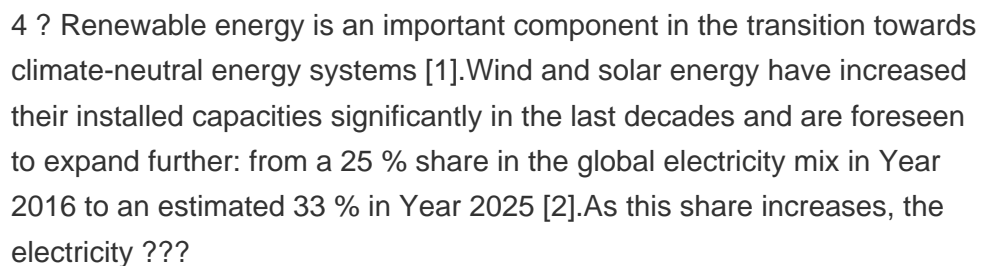 4 ? Renewable energy is an important component in the transition towards
climate-neutral energy systems [1].Wind and solar energy have increased
their installed capacities significantly in the last decades and are foreseen
to expand further: from a 25 % share in the global electricity mix in Year
2016 to an estimated 33 % in Year 2025 [2].As this share increases, the
electricity ???